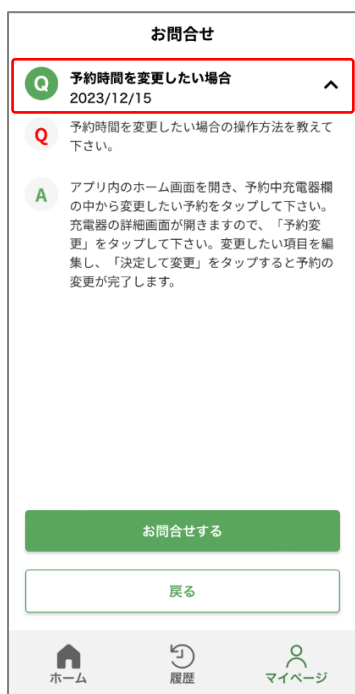 お問合せ
Q
予約時間を変更したい場合
2023/12/15
Q
予約時間を変更したい場合の操作方法を教えて
下さい。
A
アプリ内のホーム画面を開き、予約中充電器欄
の中から変更したい予約をタップして下さい。
充電器の詳細画面が開きますので、「予約変
更」をタップして下さい。変更したい項目を編
集し、「決定して変更」をタップすると予約の
変更が完了します。
お問合せする
戻る
ホーム
履歴
マイページ